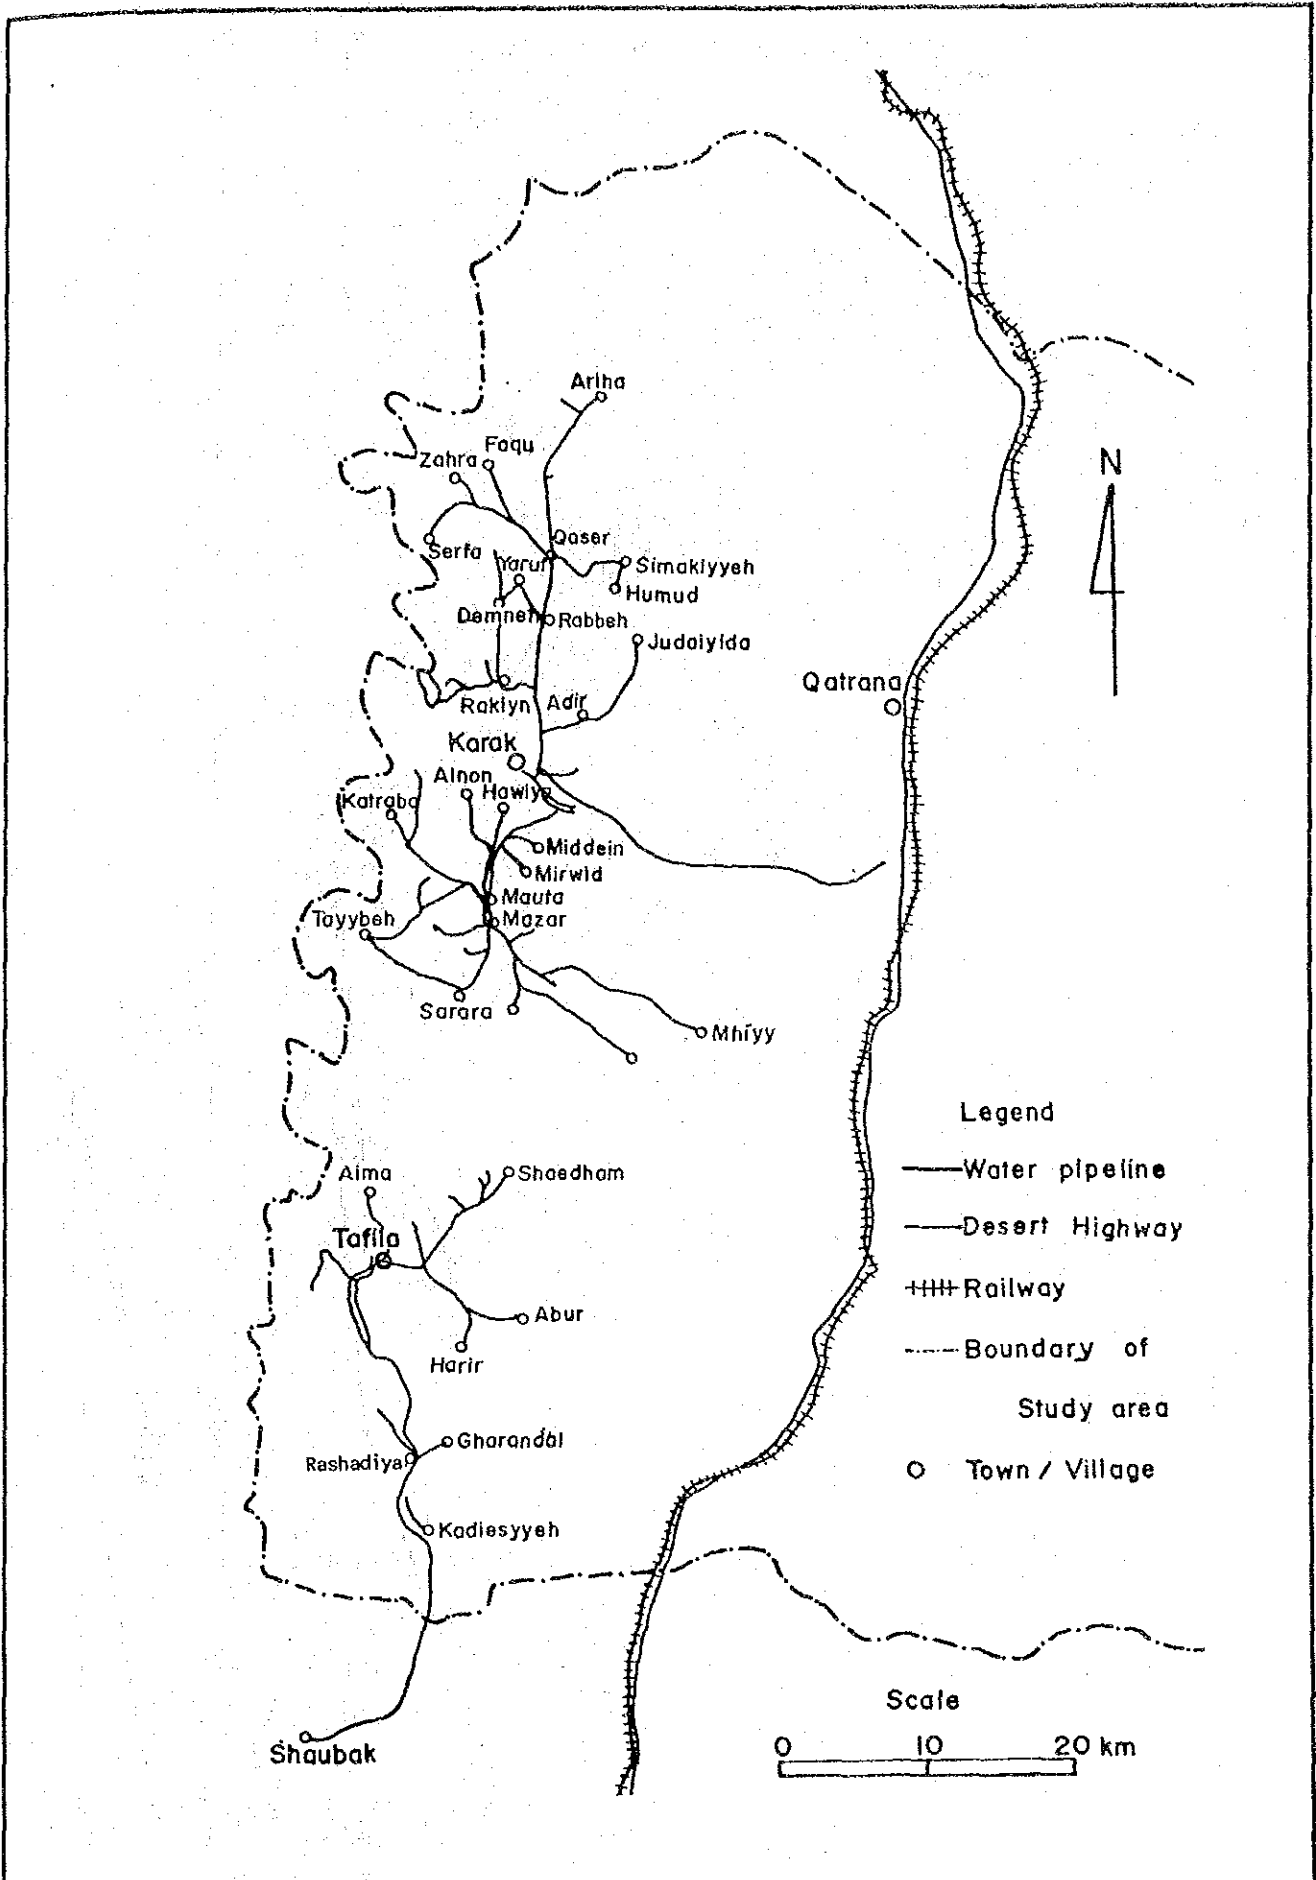 Ariha
Faqu
Zahra
N
Qaser
Serfa
Yarut
Simakiyyeh
Humud
Demneh
Rabbeh
Judaiyida
Qatrana
Rakiyn
Adir
Karak
Ainon
Hawiya
Katraba
Middein
Mirwid
Mauta
Tayybeh
Mazar
Sarara
Mhiyy
Legend
Water pipeline
Desert Highway
Railway
Boundary of
Study area
Town / Village
Aima
Shaedham
Tafila
Abur
Harir
Gharandal
Rashadiya
Kadiesyyeh
Scale
0 10 20 km
Shaubak